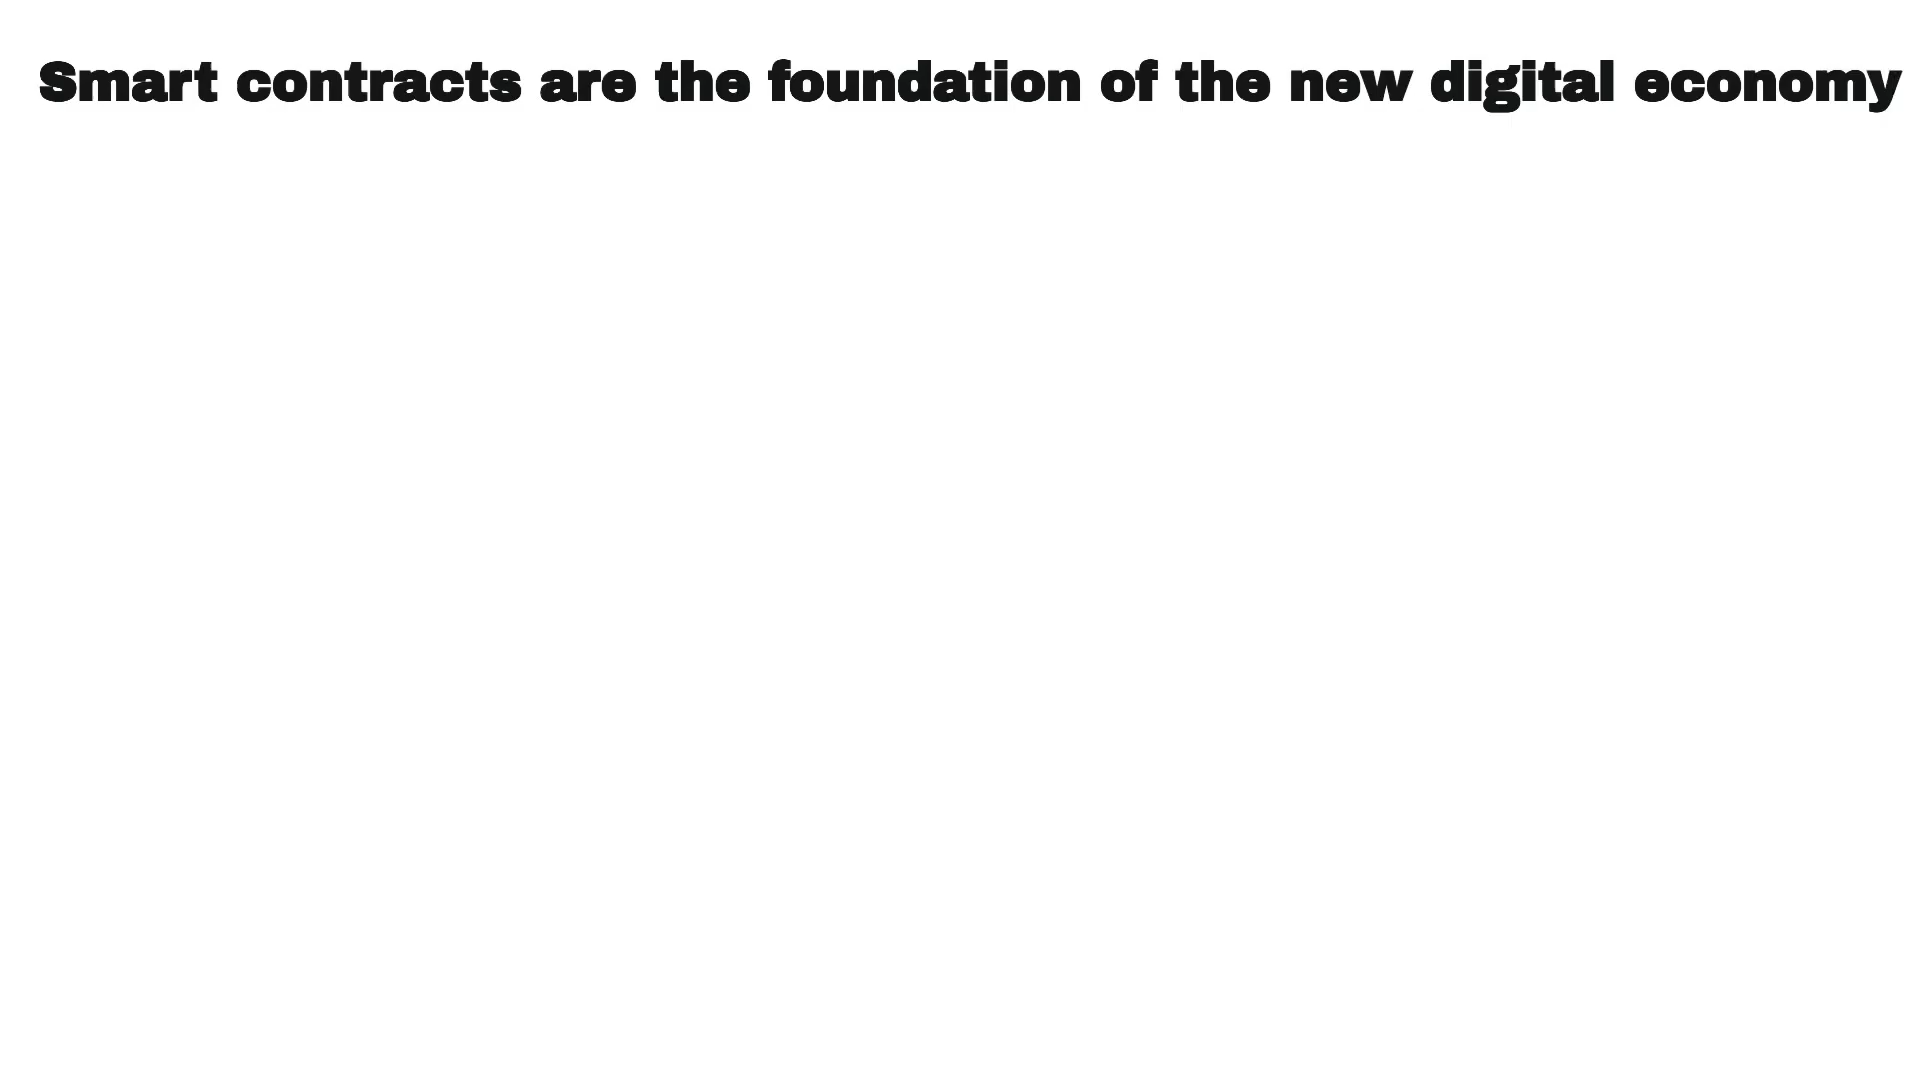 Smart contracts are the foundation of the new digital economy